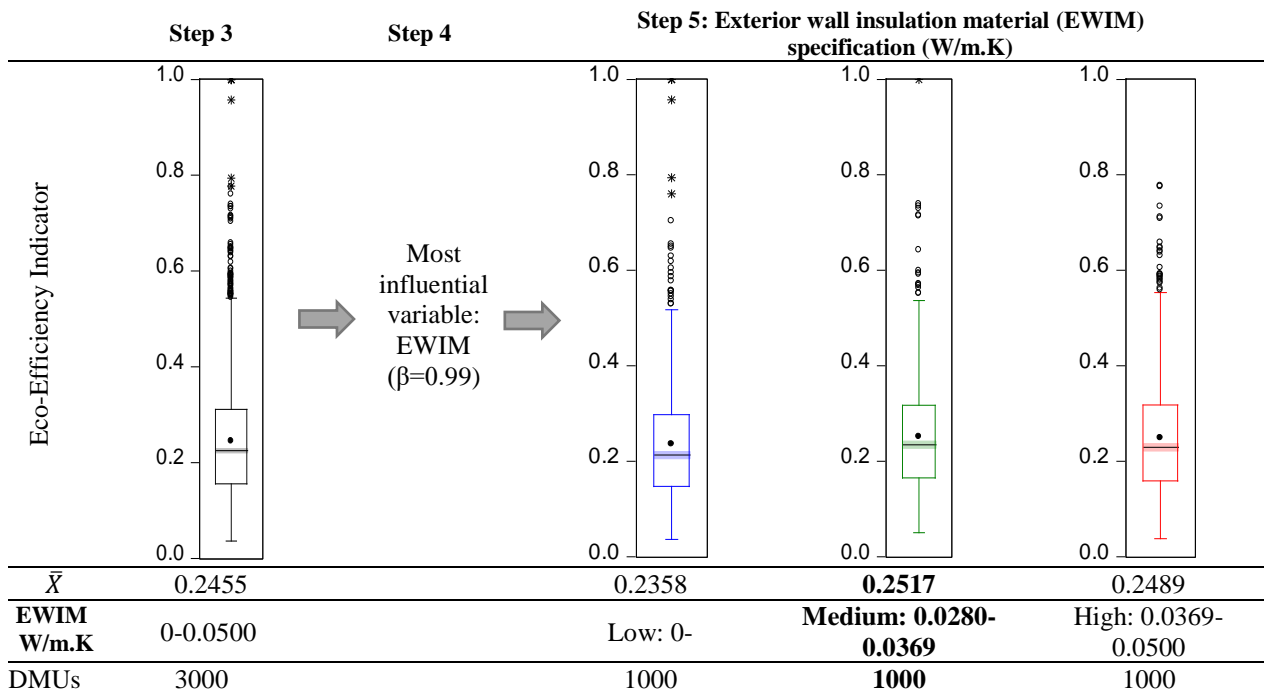 Step 3
Step 4
Step 5: Exterior wall insulation material (EWIM)
specification (W/m.K)
Eco-Efficiency Indicator
1.0
0.8
0.6
0.4
0.2
0.0
Most
influential
variable:
EWIM
(β=0.99)
1.0
0.8
0.6
0.4
0.2
0.0
1.0
0.8
0.6
0.4
0.2
0.0
1.0
0.8
0.6
0.4
0.2
0.0
X̄ 0.2455 0.2358 0.2517 0.2489
EWIM
W/m.K
0-0.0500
Low: 0-
Medium: 0.0280-
0.0369
High: 0.0369-
0.0500
DMUs 3000 1000 1000 1000